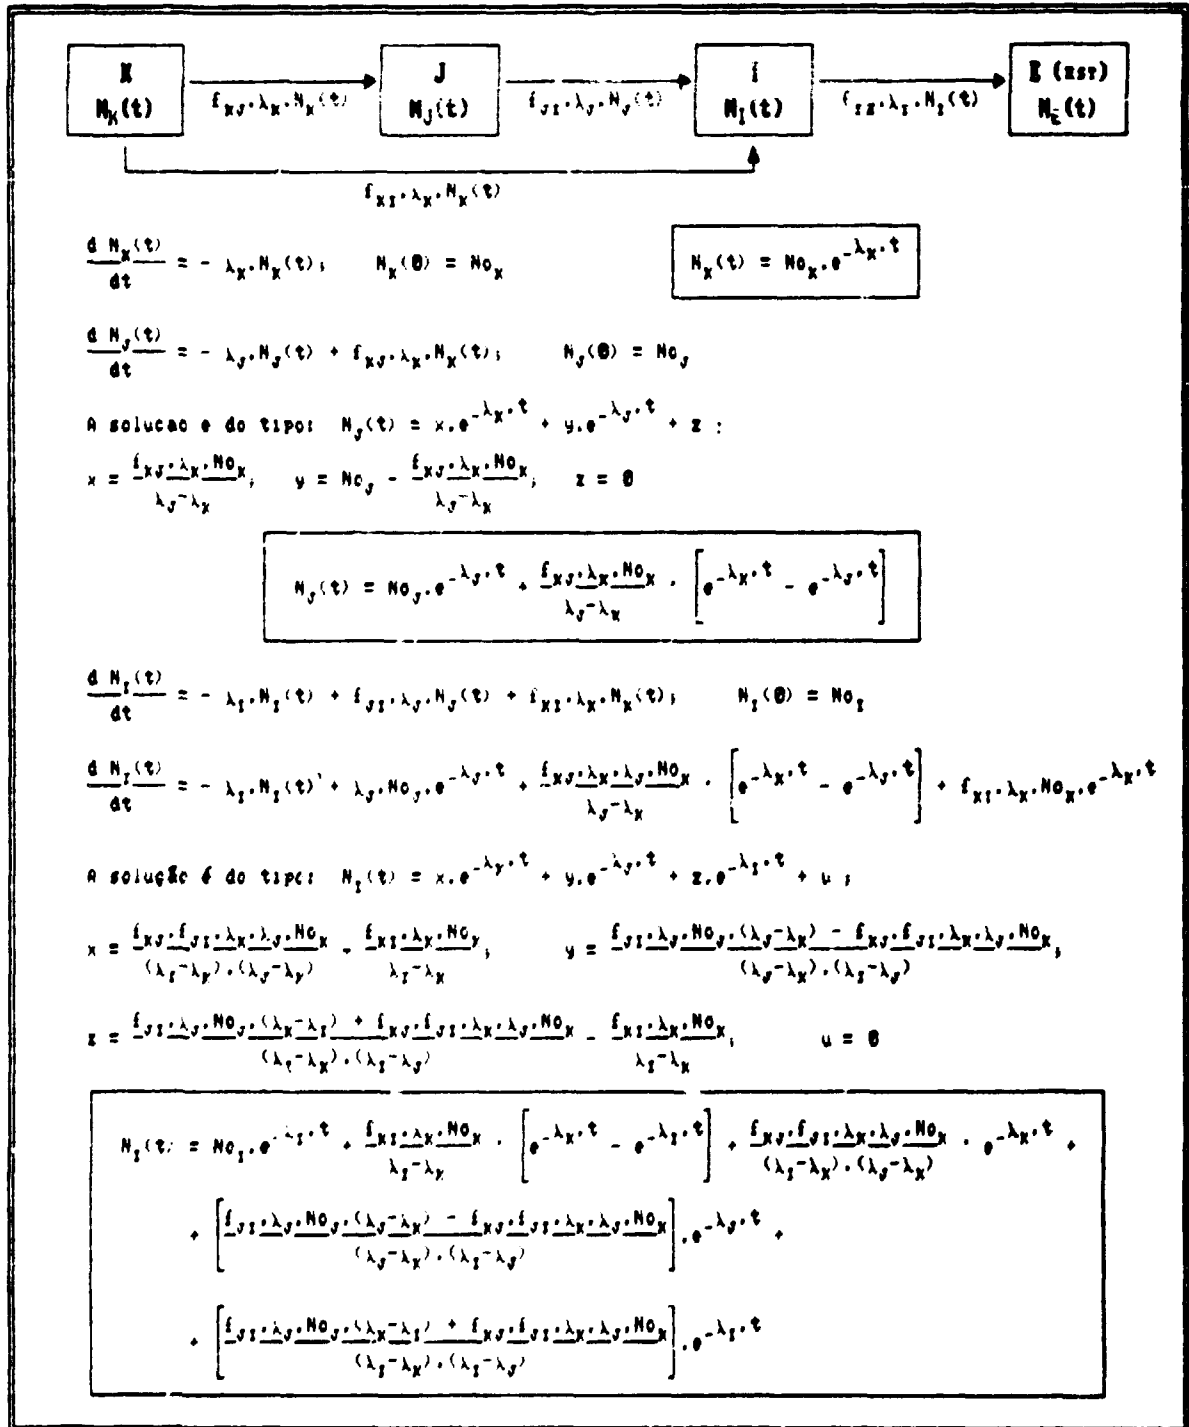 K J I E (EST)
N_K(t) N_J(t) N_I(t) N_E(t)
f_KJ.λ_K.N_K(t) f_JI.λ_J.N_J(t) f_IE.λ_I.N_I(t)
f_KI.λ_K.N_K(t)
d N_K(t)/dt = - λ_K.N_K(t); N_K(0) = No_K N_K(t) = No_K.e^(-λ_K.t)
d N_J(t)/dt = - λ_J.N_J(t) + f_KJ.λ_K.N_K(t); N_J(0) = No_J
A solucao e do tipo: N_J(t) = x.e^(-λ_K.t) + y.e^(-λ_J.t) + z ;
x = f_KJ.λ_K.No_K/(λ_J-λ_K); y = No_J - f_KJ.λ_K.No_K/(λ_J-λ_K); z = 0
N_J(t) = No_J.e^(-λ_J.t) + f_KJ.λ_K.No_K/(λ_J-λ_K) . [e^(-λ_K.t) - e^(-λ_J.t)]
d N_I(t)/dt = - λ_I.N_I(t) + f_JI.λ_J.N_J(t) + f_KI.λ_K.N_K(t); N_I(0) = No_I
d N_I(t)/dt = - λ_I.N_I(t) + λ_J.No_J.e^(-λ_J.t) + f_KJ.λ_K.λ_J.No_K/(λ_J-λ_K) . [e^(-λ_K.t) - e^(-λ_J.t)] + f_KI.λ_K.No_K.e^(-λ_K.t)
A solução é do tipo: N_I(t) = x.e^(-λ_K.t) + y.e^(-λ_J.t) + z.e^(-λ_I.t) + u ;
x = f_KJ.f_JI.λ_K.λ_J.No_K/((λ_I-λ_K).(λ_J-λ_K)) - f_KI.λ_K.No_K/(λ_I-λ_K); y = (f_JI.λ_J.No_J.(λ_J-λ_K) - f_KJ.f_JI.λ_K.λ_J.No_K)/((λ_J-λ_K).(λ_I-λ_J));
z = (f_JI.λ_J.No_J.(λ_K-λ_I) + f_KJ.f_JI.λ_K.λ_J.No_K)/((λ_I-λ_K).(λ_I-λ_J)) - f_KI.λ_K.No_K/(λ_I-λ_K); u = 0
N_I(t) = No_I.e^(-λ_I.t) + f_KI.λ_K.No_K/(λ_I-λ_K) . [e^(-λ_K.t) - e^(-λ_I.t)] + f_KJ.f_JI.λ_K.λ_J.No_K/((λ_I-λ_K).(λ_J-λ_K)) . e^(-λ_K.t) +
+ [(f_JI.λ_J.No_J.(λ_J-λ_K) - f_KJ.f_JI.λ_K.λ_J.No_K)/((λ_J-λ_K).(λ_I-λ_J))].e^(-λ_J.t) +
+ [(f_JI.λ_J.No_J.(λ_K-λ_I) + f_KJ.f_JI.λ_K.λ_J.No_K)/((λ_I-λ_K).(λ_I-λ_J))].e^(-λ_I.t)